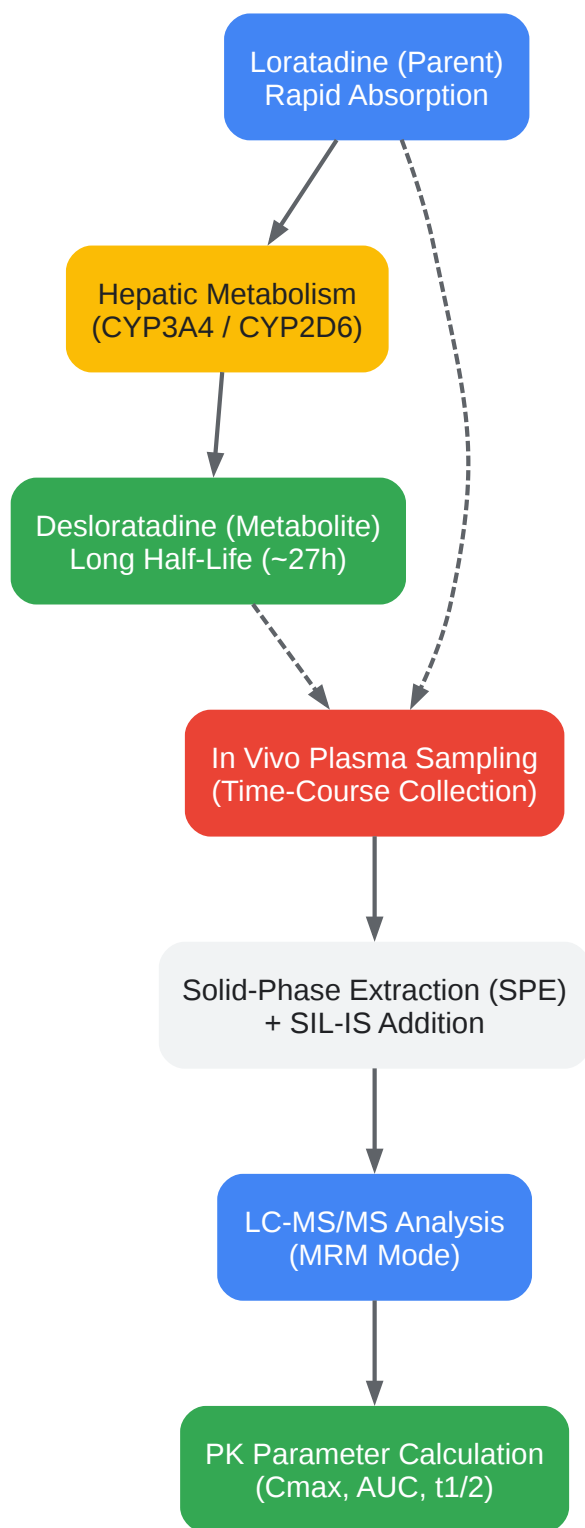 Loratadine (Parent)
Rapid Absorption
Hepatic Metabolism
(CYP3A4 / CYP2D6)
Desloratadine (Metabolite)
Long Half-Life (~27h)
In Vivo Plasma Sampling
(Time-Course Collection)
Solid-Phase Extraction (SPE)
+ SIL-IS Addition
LC-MS/MS Analysis
(MRM Mode)
PK Parameter Calculation
(Cmax, AUC, t1/2)